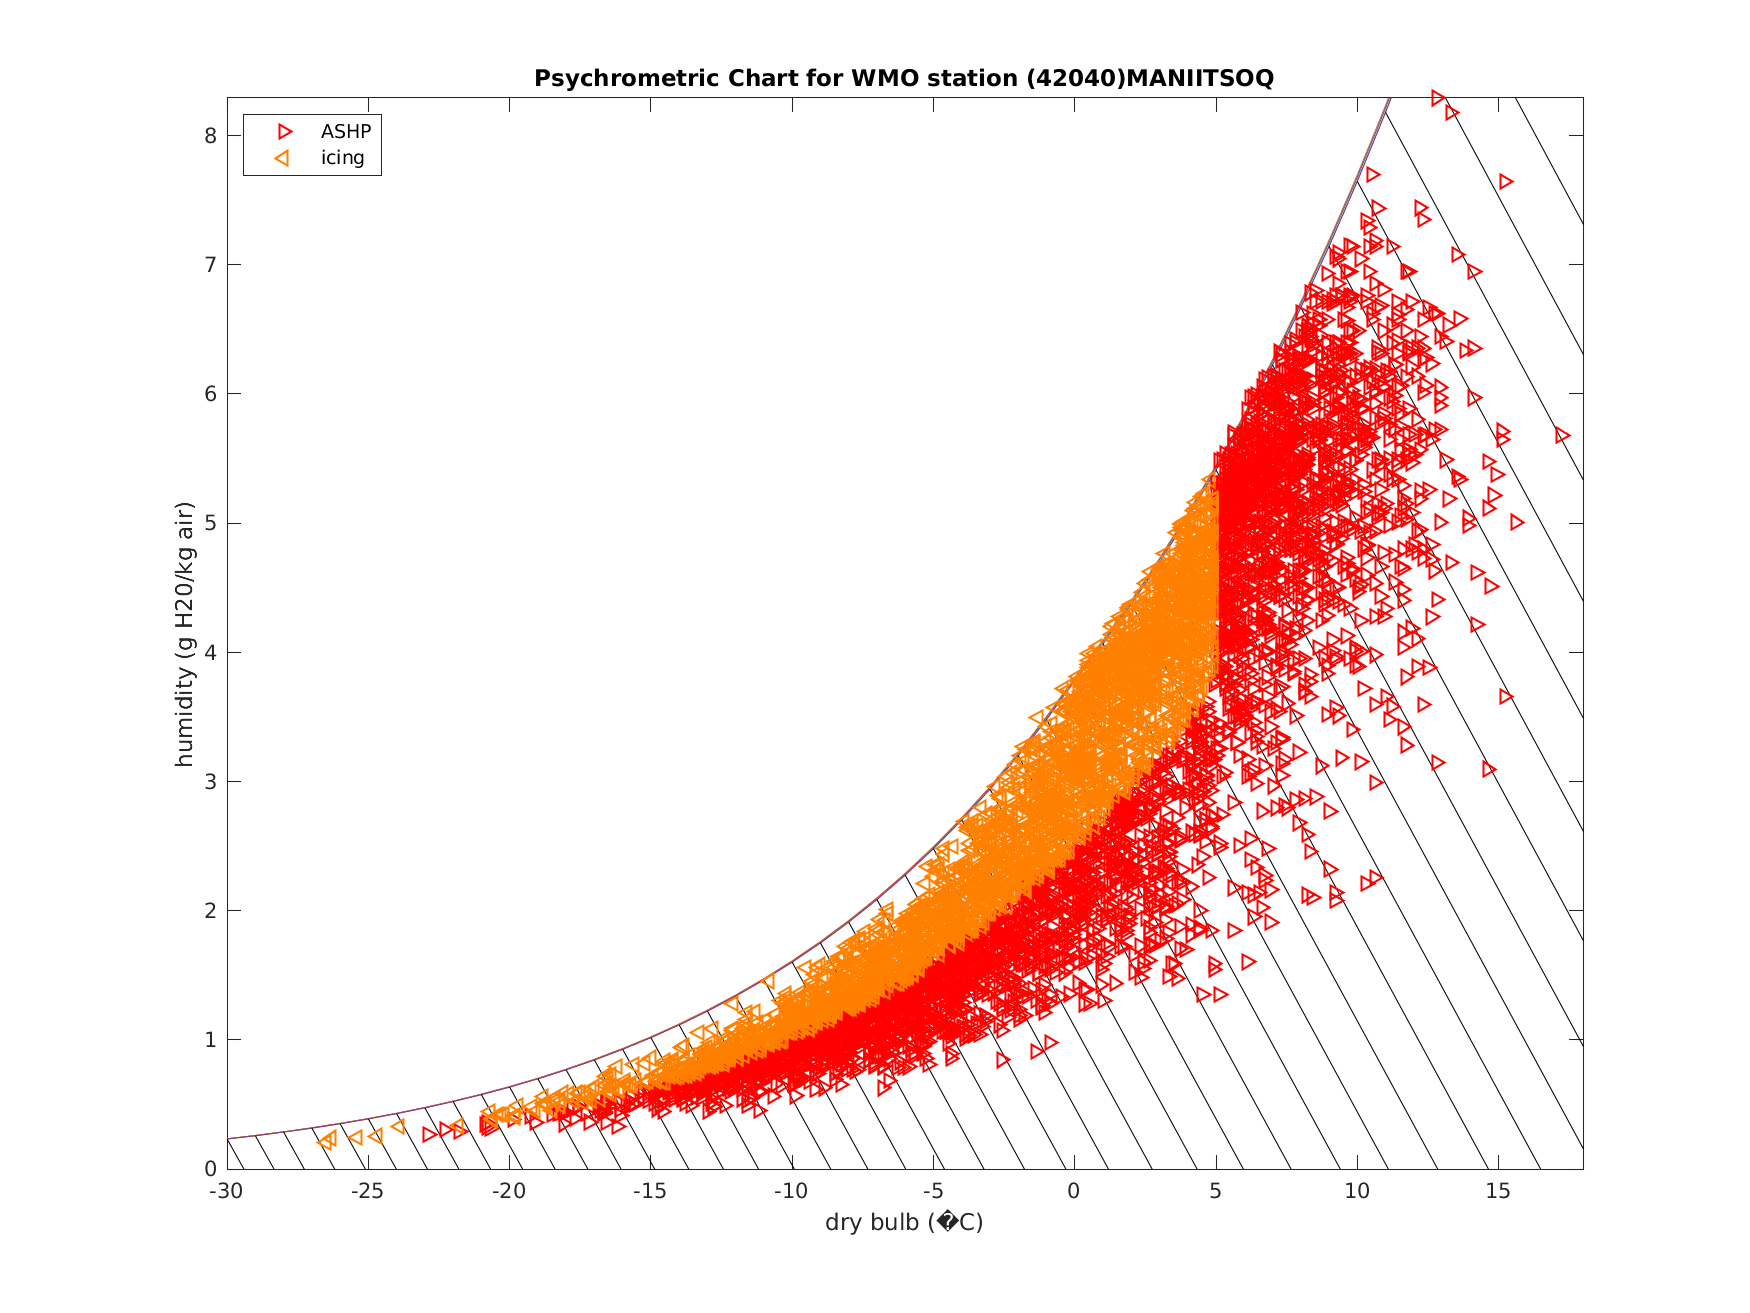 Psychrometric Chart for WMO station (42040)MANIITSOQ
ASHP
icing
humidity (g H20/kg air)
8
7
6
5
4
3
2
1
0
-30 -25 -20 -15 -10 -5 0 5 10 15
dry bulb (�C)